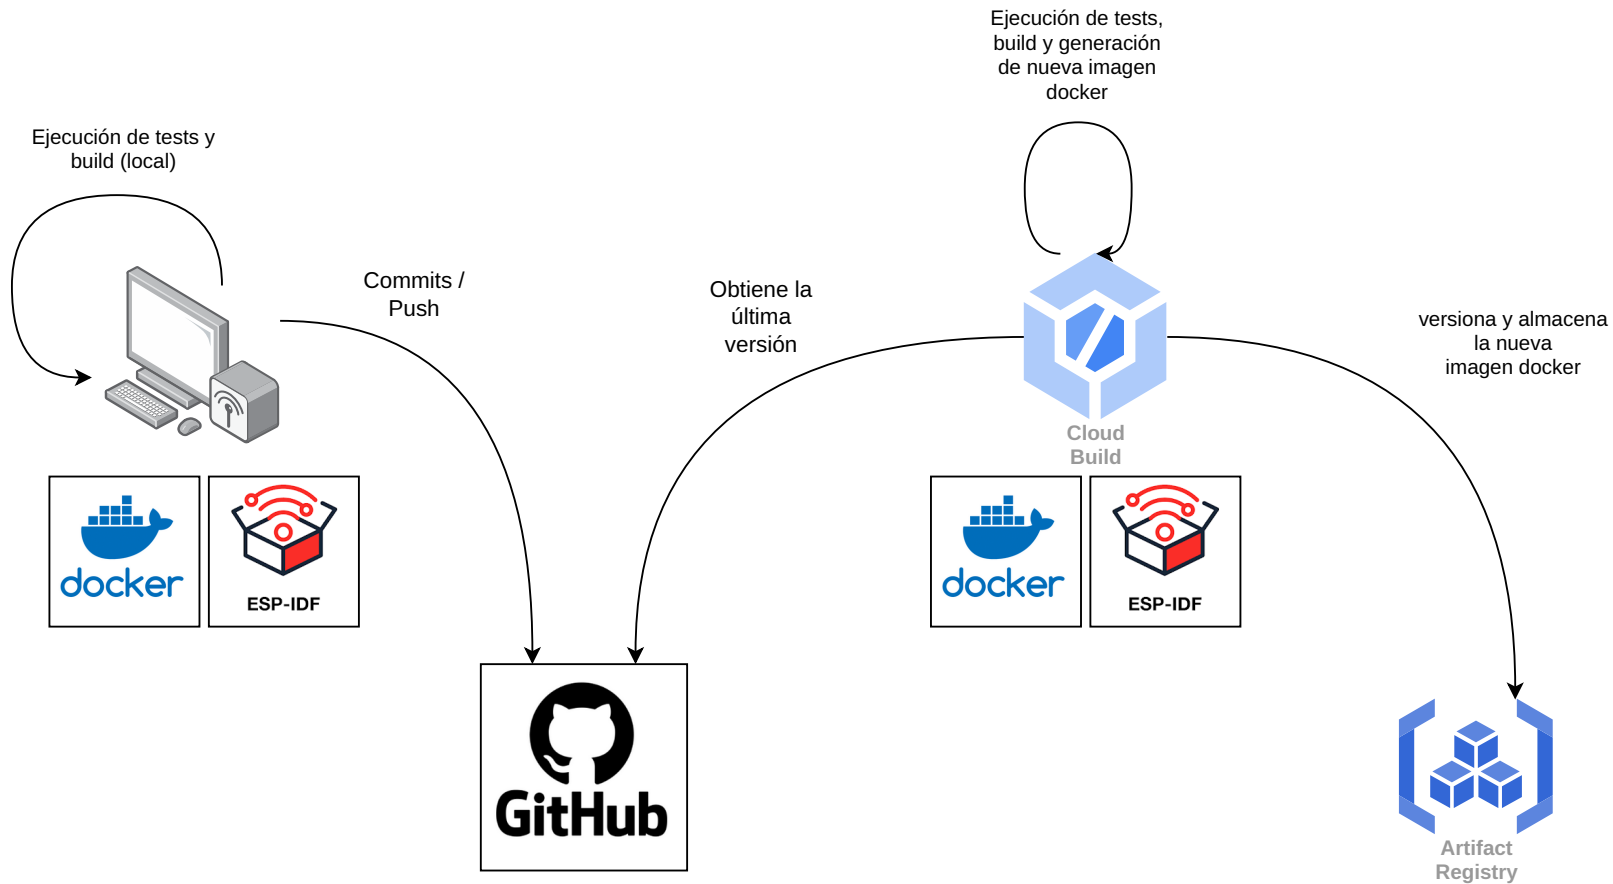 Ejecución de tests,
build y generación
de nueva imagen
docker
Ejecución de tests y
build (local)
Commits /
Push
Obtiene la
última
versión
versiona y almacena
la nueva
imagen docker
Cloud
Build
docker
ESP-IDF
docker
ESP-IDF
GitHub
Artifact
Registry